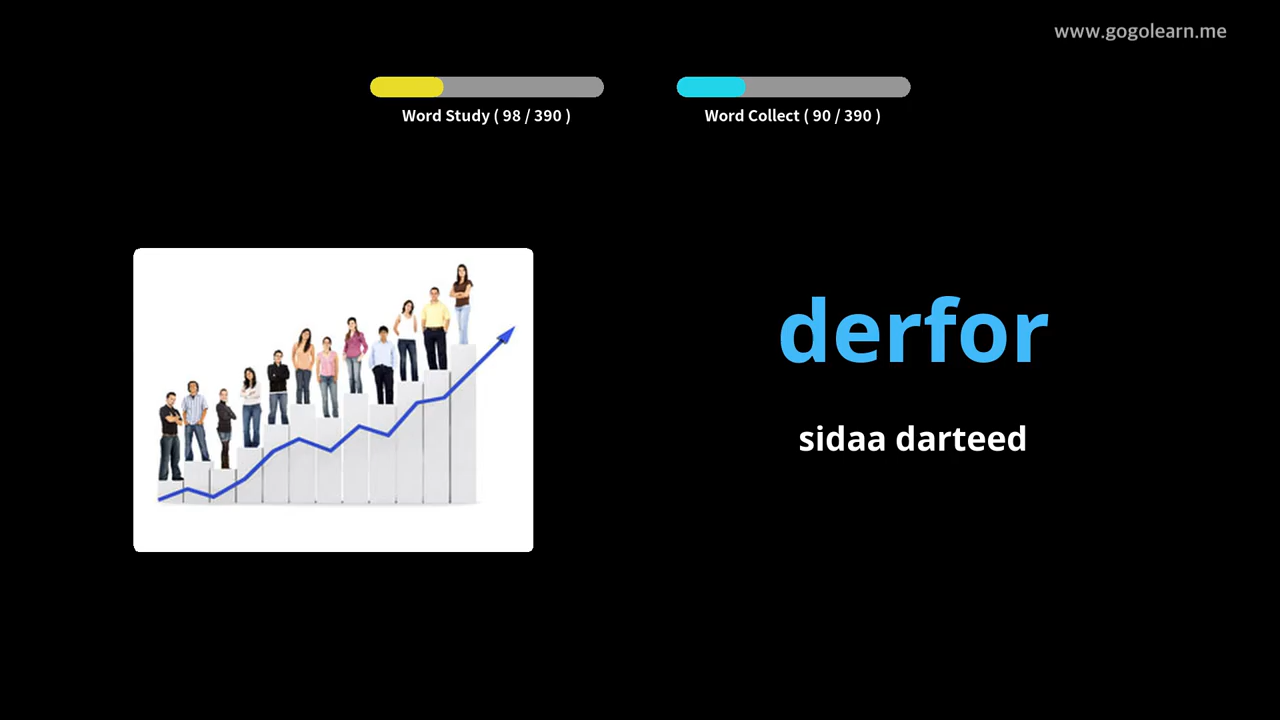 www.gogolearn.me
Word Study ( 98 / 390 )
Word Collect ( 90 / 390 )
derfor
sidaa darteed